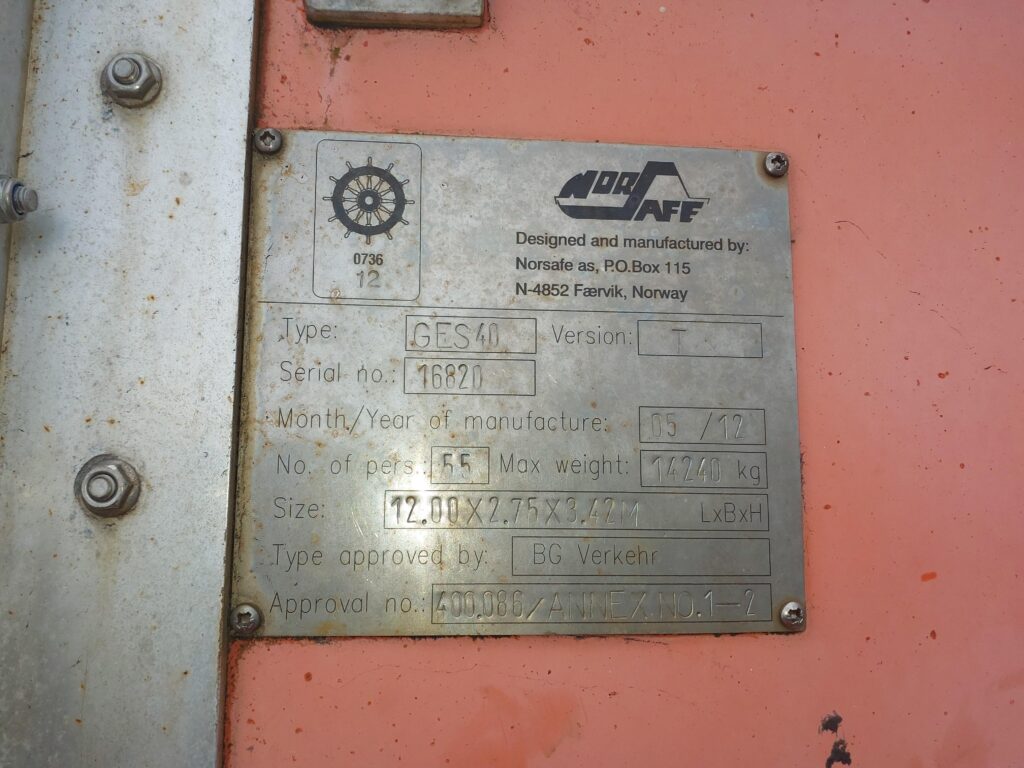 0736
12
NORSAFE
Designed and manufactured by:
Norsafe as, P.O.Box 115
N-4852 Færvik, Norway
Type: GES40 Version: T
Serial no.: 16820
Month/Year of manufacture: 05 /12
No. of pers.: 55 Max weight: 14240 kg
Size: 12.00X2.75X3.42M LxBxH
Type approved by: BG Verkehr
Approval no.: 400.086/ANNEX.NO.1-2